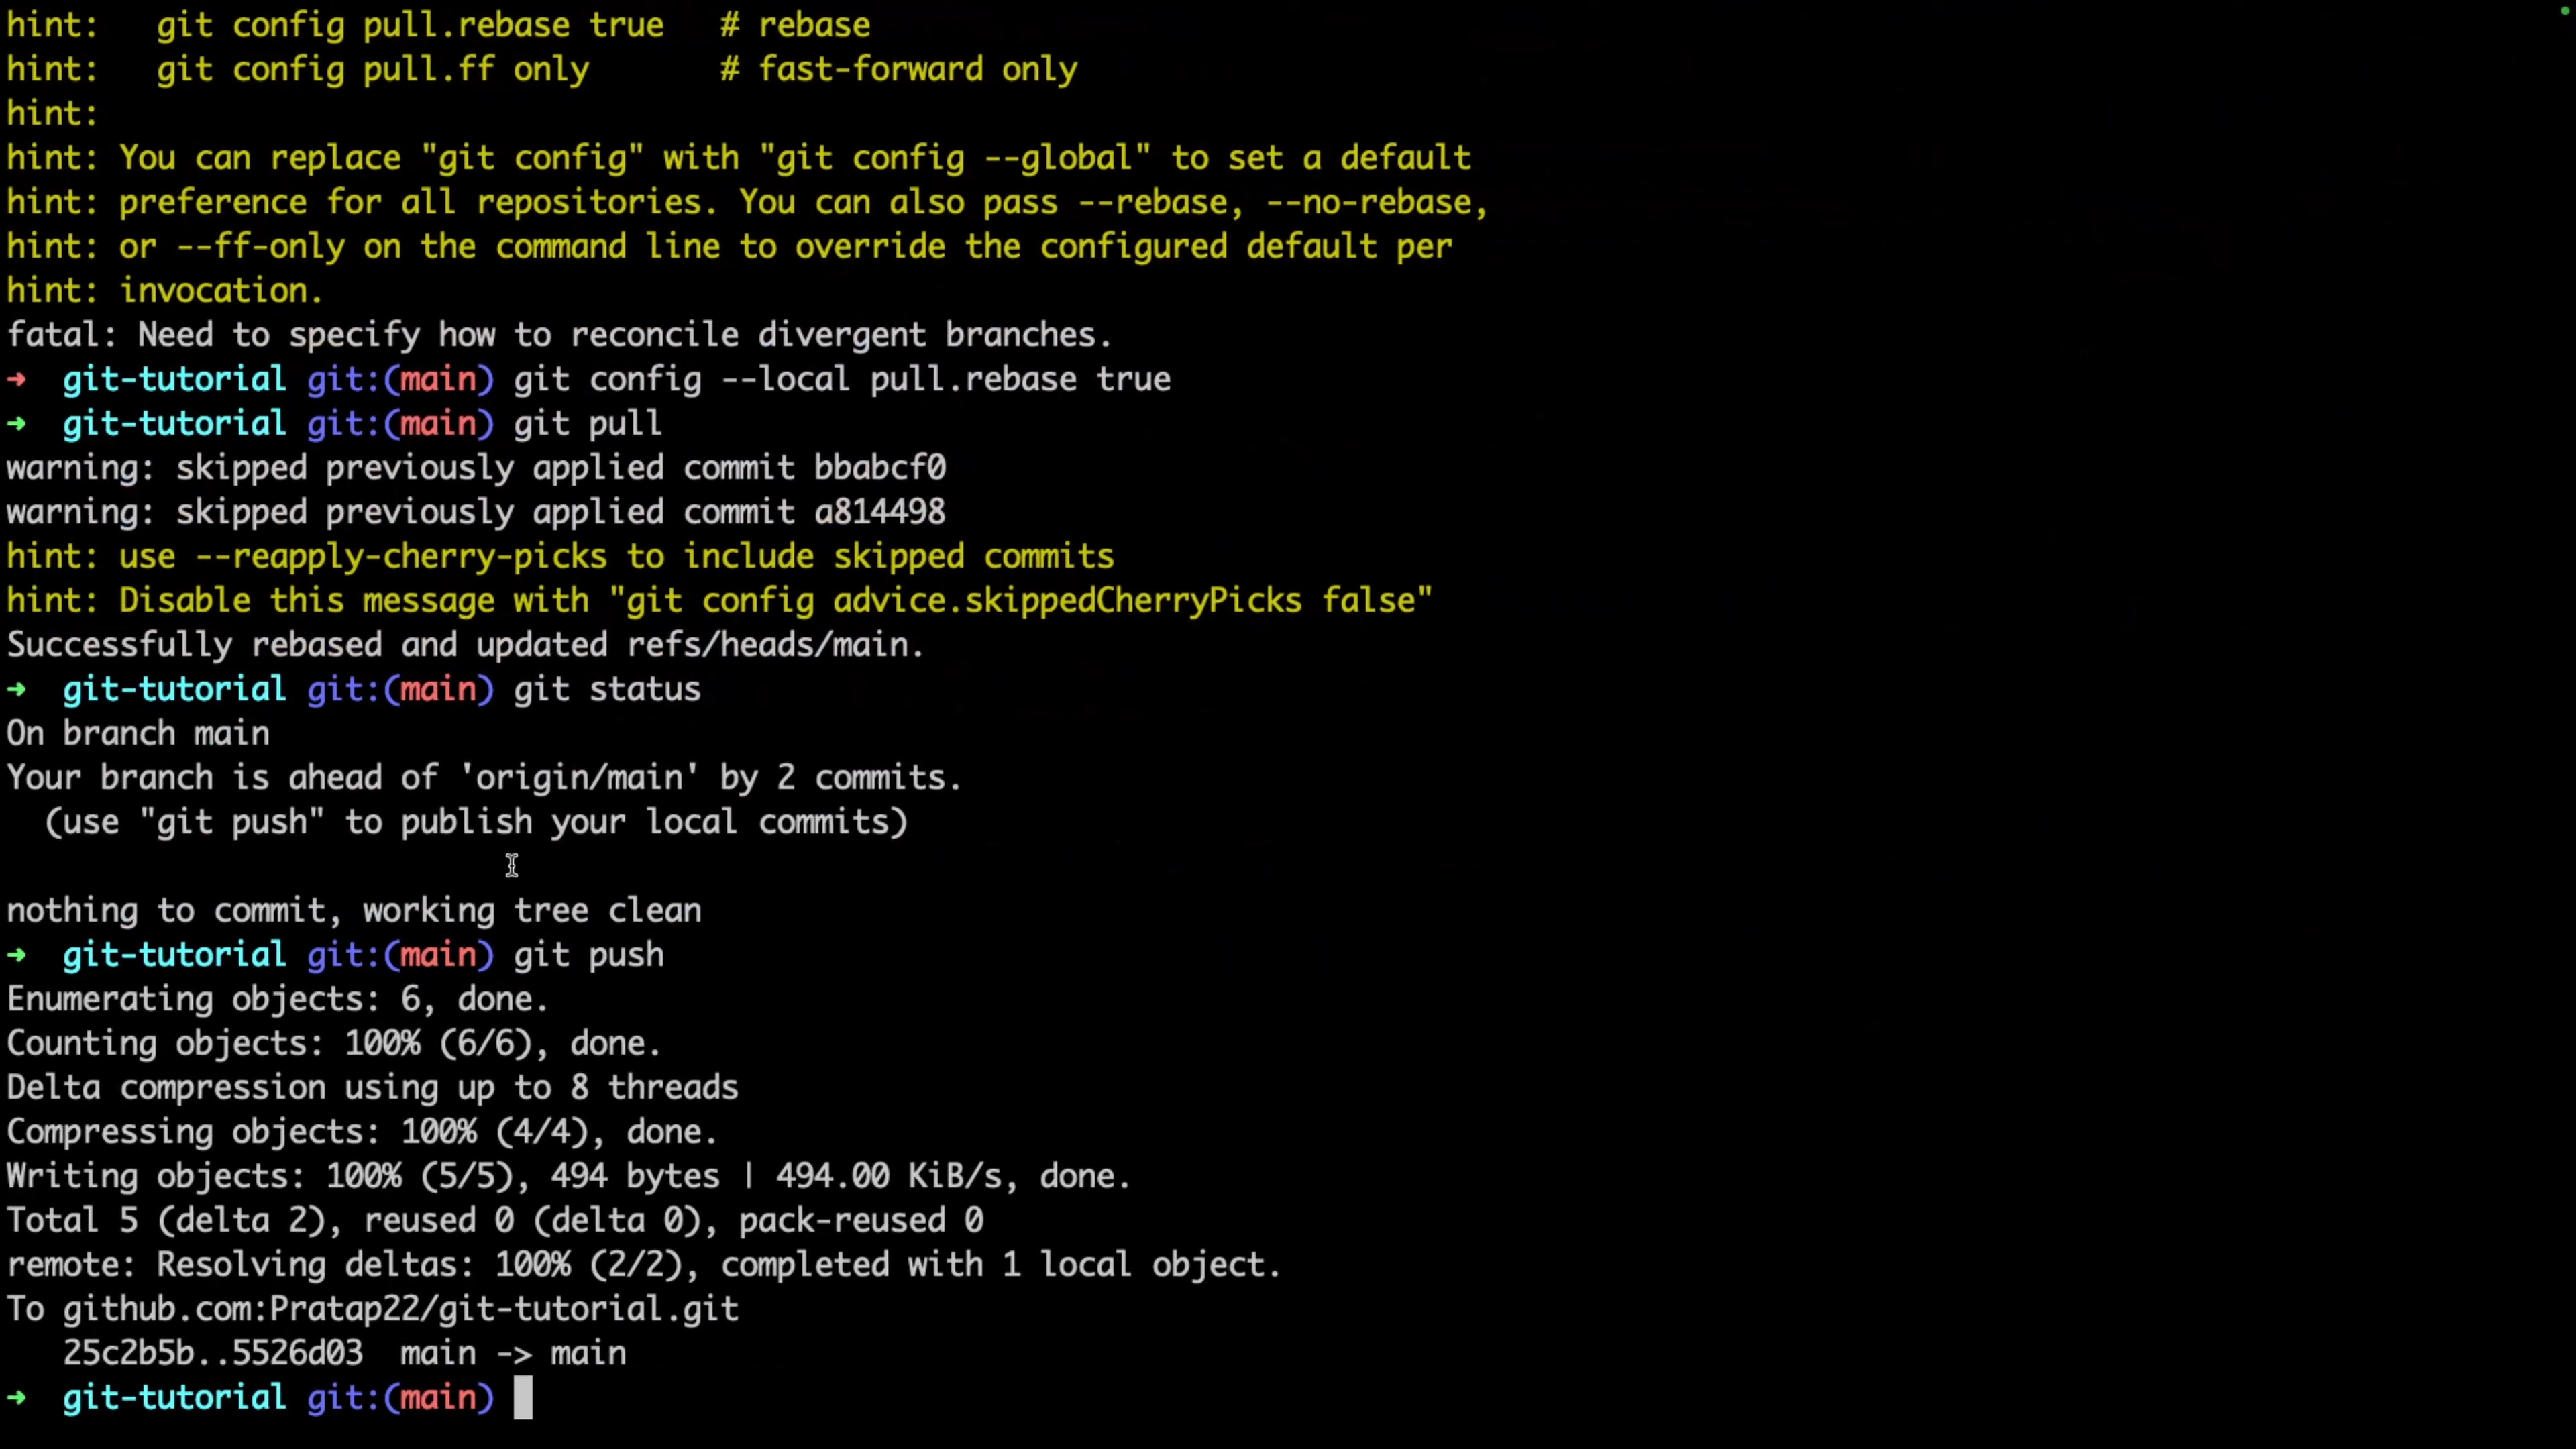 hint:   git config pull.rebase true   # rebase
hint:   git config pull.ff only       # fast-forward only
hint:
hint: You can replace "git config" with "git config --global" to set a default
hint: preference for all repositories. You can also pass --rebase, --no-rebase,
hint: or --ff-only on the command line to override the configured default per
hint: invocation.
fatal: Need to specify how to reconcile divergent branches.
→  git-tutorial git:(main) git config --local pull.rebase true
→  git-tutorial git:(main) git pull
warning: skipped previously applied commit bbabcf0
warning: skipped previously applied commit a814498
hint: use --reapply-cherry-picks to include skipped commits
hint: Disable this message with "git config advice.skippedCherryPicks false"
Successfully rebased and updated refs/heads/main.
→  git-tutorial git:(main) git status
On branch main
Your branch is ahead of 'origin/main' by 2 commits.
  (use "git push" to publish your local commits)

nothing to commit, working tree clean
→  git-tutorial git:(main) git push
Enumerating objects: 6, done.
Counting objects: 100% (6/6), done.
Delta compression using up to 8 threads
Compressing objects: 100% (4/4), done.
Writing objects: 100% (5/5), 494 bytes | 494.00 KiB/s, done.
Total 5 (delta 2), reused 0 (delta 0), pack-reused 0
remote: Resolving deltas: 100% (2/2), completed with 1 local object.
To github.com:Pratap22/git-tutorial.git
   25c2b5b..5526d03  main -> main
→  git-tutorial git:(main)